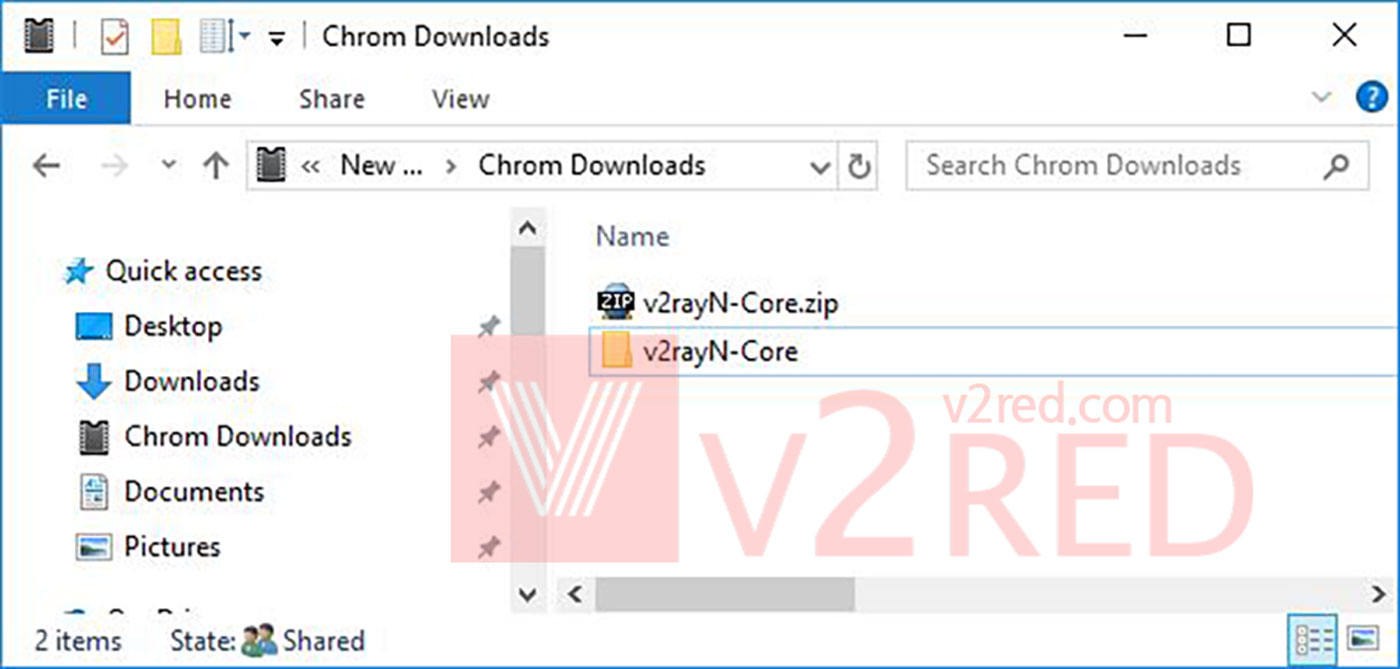 Chrom Downloads
File Home Share View
« New ... › Chrom Downloads
Search Chrom Downloads
Name
Quick access
Desktop
Downloads
Chrom Downloads
Documents
Pictures
ZIP v2rayN-Core.zip
v2rayN-Core
v2red.com
v2RED
2 items State: Shared